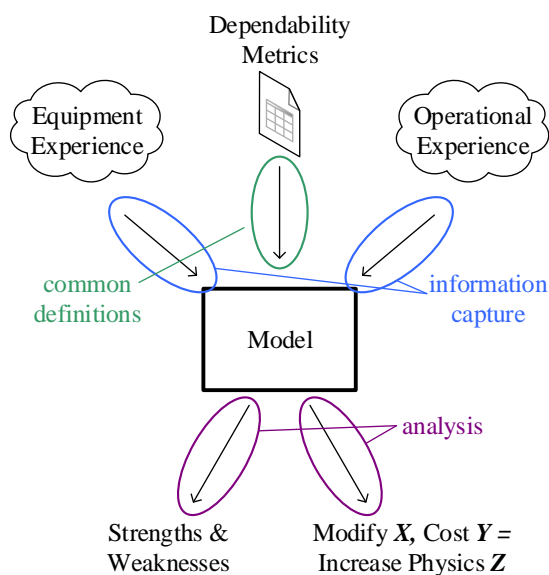 Dependability
Metrics
Equipment
Experience
Operational
Experience
common
definitions
information
capture
Model
analysis
Strengths &
Weaknesses
Modify X, Cost Y =
Increase Physics Z